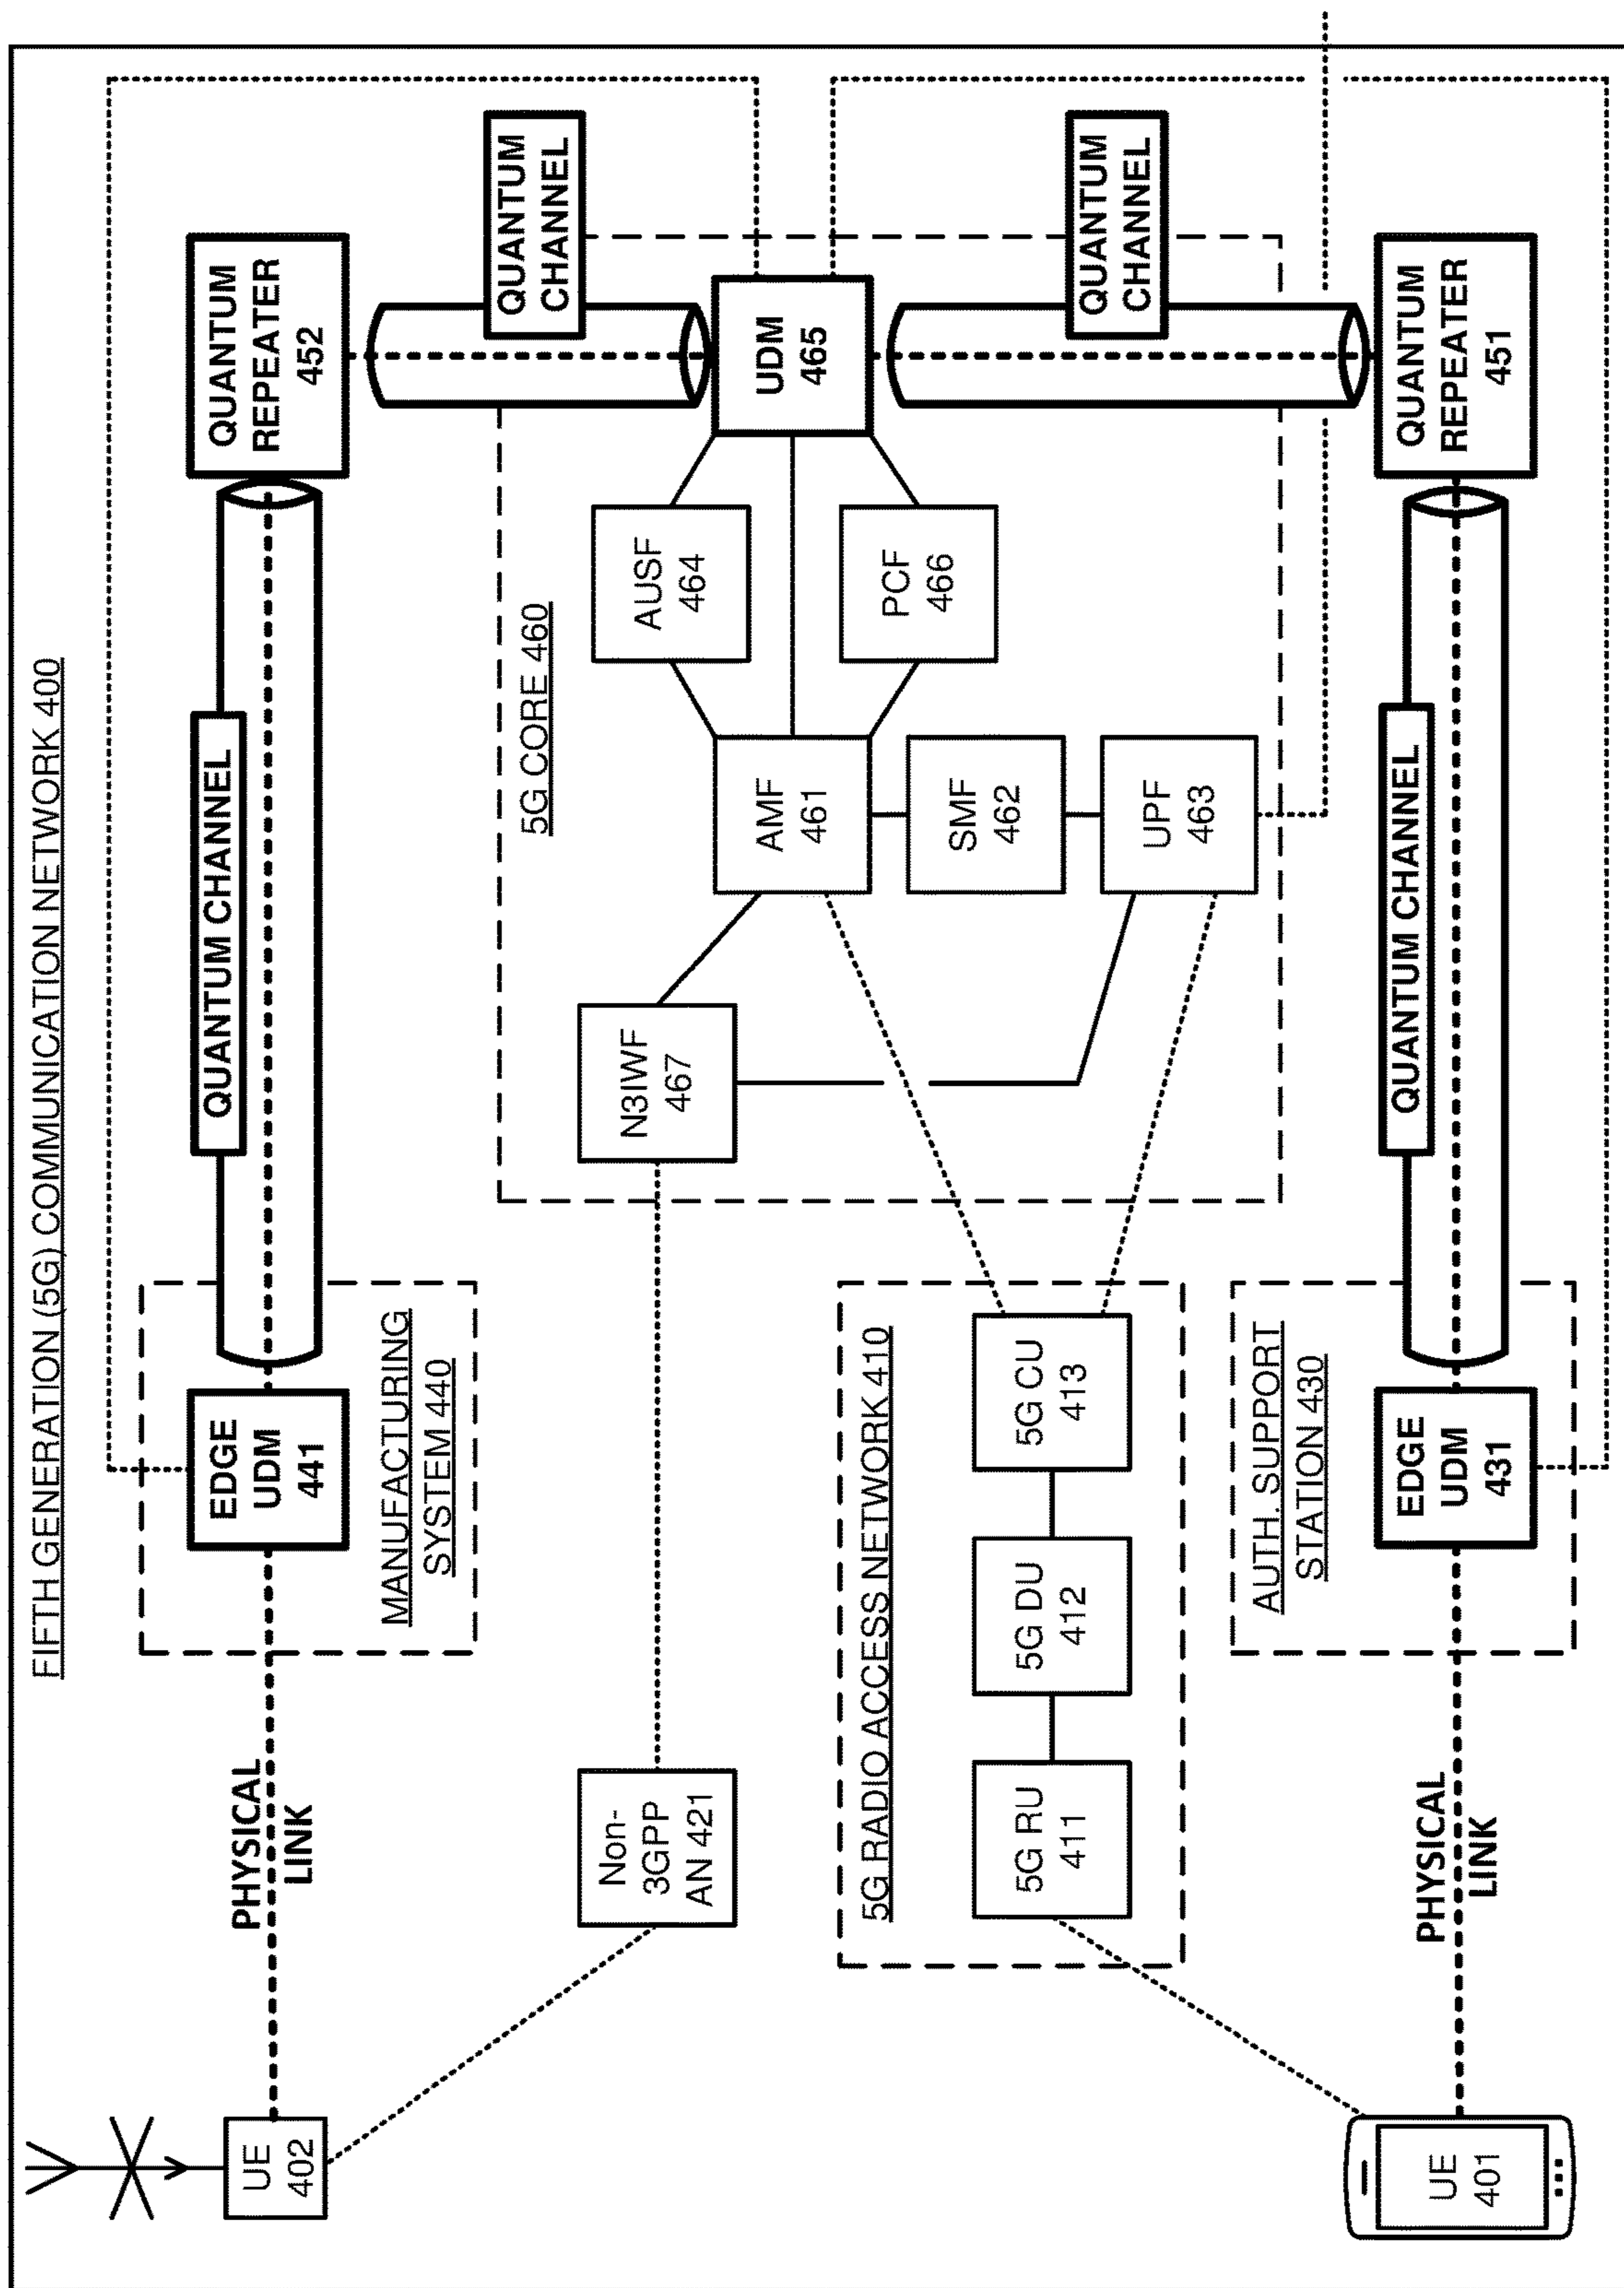 FIFTH GENERATION (5G) COMMUNICATION NETWORK 400
UE
402
PHYSICAL
LINK
EDGE
UDM
441
MANUFACTURING
SYSTEM 440
QUANTUM CHANNEL
QUANTUM
REPEATER
452
QUANTUM
CHANNEL
5G CORE 460
Non-
3GPP
AN 421
N3IWF
467
AUSF
464
AMF
461
UDM
465
PCF
466
SMF
462
UPF
463
5G RADIO ACCESS NETWORK 410
5G RU
411
5G DU
412
5G CU
413
QUANTUM
CHANNEL
AUTH. SUPPORT
STATION 430
UE
401
PHYSICAL
LINK
EDGE
UDM
431
QUANTUM CHANNEL
QUANTUM
REPEATER
451